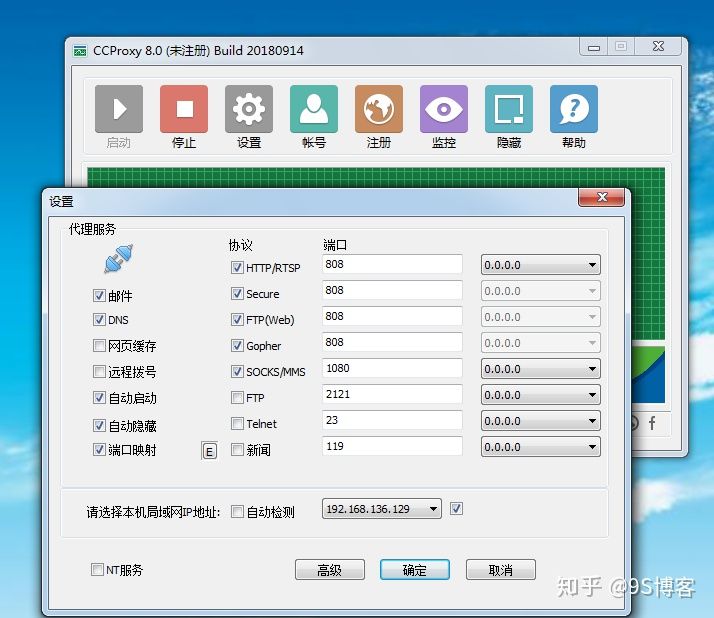 CCProxy 8.0 (未注册) Build 20180914
启动 停止 设置 帐号 注册 监控 隐藏 帮助
设置
代理服务
协议 端口
HTTP/RTSP 808 0.0.0.0
邮件 Secure 808 0.0.0.0
DNS FTP(Web) 808 0.0.0.0
网页缓存 Gopher 808 0.0.0.0
远程拨号 SOCKS/MMS 1080 0.0.0.0
自动启动 FTP 2121 0.0.0.0
自动隐藏 Telnet 23 0.0.0.0
端口映射 E 新闻 119 0.0.0.0
请选择本机局域网IP地址: 自动检测 192.168.136.129
NT服务 高级 确定 取消
知乎 @9S博客